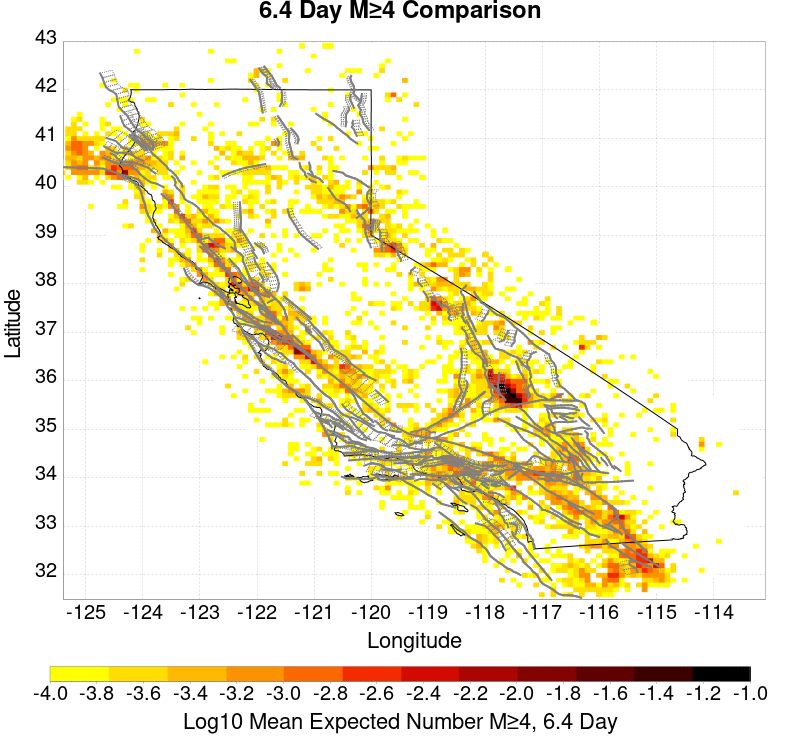 6.4 Day M≥4 Comparison
43
42
41
40
39
38
37
36
35
34
33
32
Latitude
-125 -124 -123 -122 -121 -120 -119 -118 -117 -116 -115 -114
Longitude
-4.0 -3.8 -3.6 -3.4 -3.2 -3.0 -2.8 -2.6 -2.4 -2.2 -2.0 -1.8 -1.6 -1.4 -1.2 -1.0
Log10 Mean Expected Number M≥4, 6.4 Day